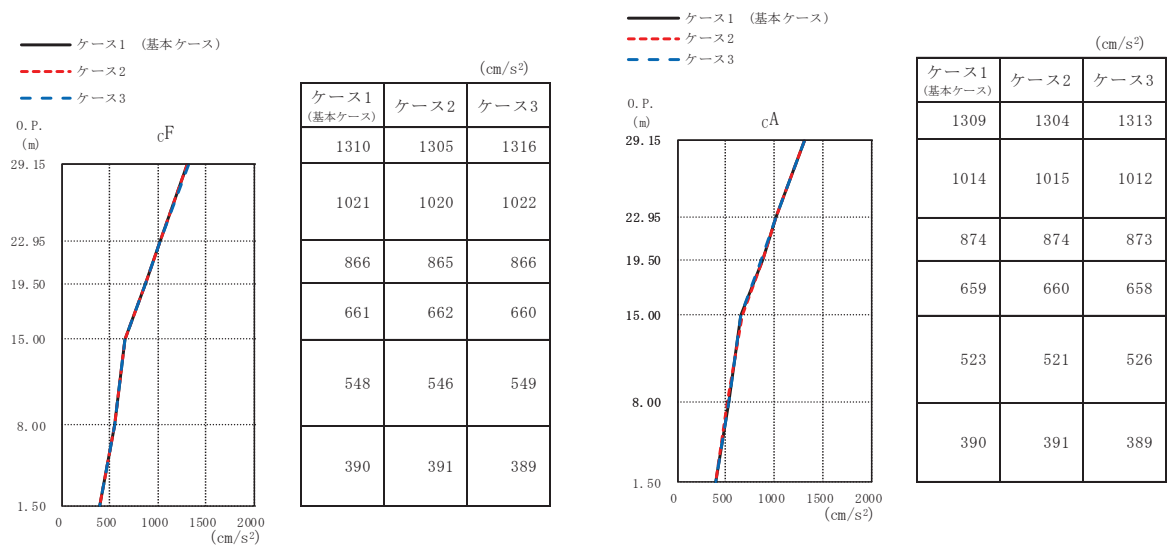 ケース1 (基本ケース)
ケース2
ケース3
O.P.
(m)
cF
29.15
22.95
19.50
15.00
8.00
1.50
0 500 1000 1500 2000
(cm/s²)
(cm/s²)
ケース1
(基本ケース) ケース2 ケース3
1310 1305 1316
1021 1020 1022
866 865 866
661 662 660
548 546 549
390 391 389
ケース1 (基本ケース)
ケース2
ケース3
O.P.
(m)
cA
29.15
22.95
19.50
15.00
8.00
1.50
0 500 1000 1500 2000
(cm/s²)
(cm/s²)
ケース1
(基本ケース) ケース2 ケース3
1309 1304 1313
1014 1015 1012
874 874 873
659 660 658
523 521 526
390 391 389